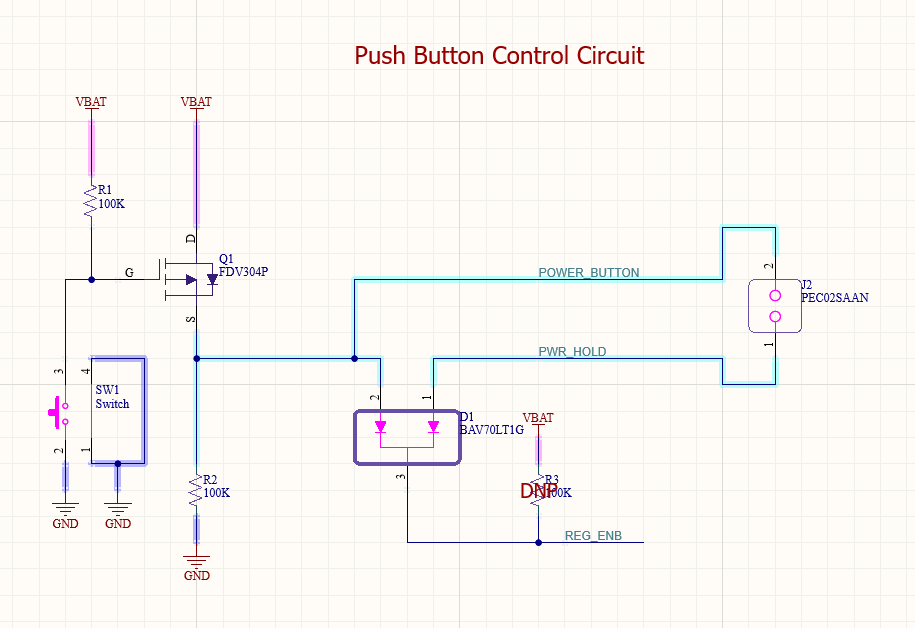 Push Button Control Circuit
VBAT
VBAT
R1
100K
D
G
Q1
FDV304P
S
POWER_BUTTON
2
J2
PEC02SAAN
1
PWR_HOLD
3
4
SW1
Switch
2
1
GND
GND
2
1
D1
BAV70LT1G
3
VBAT
R2
100K
R3
100K
DNP
GND
REG_ENB